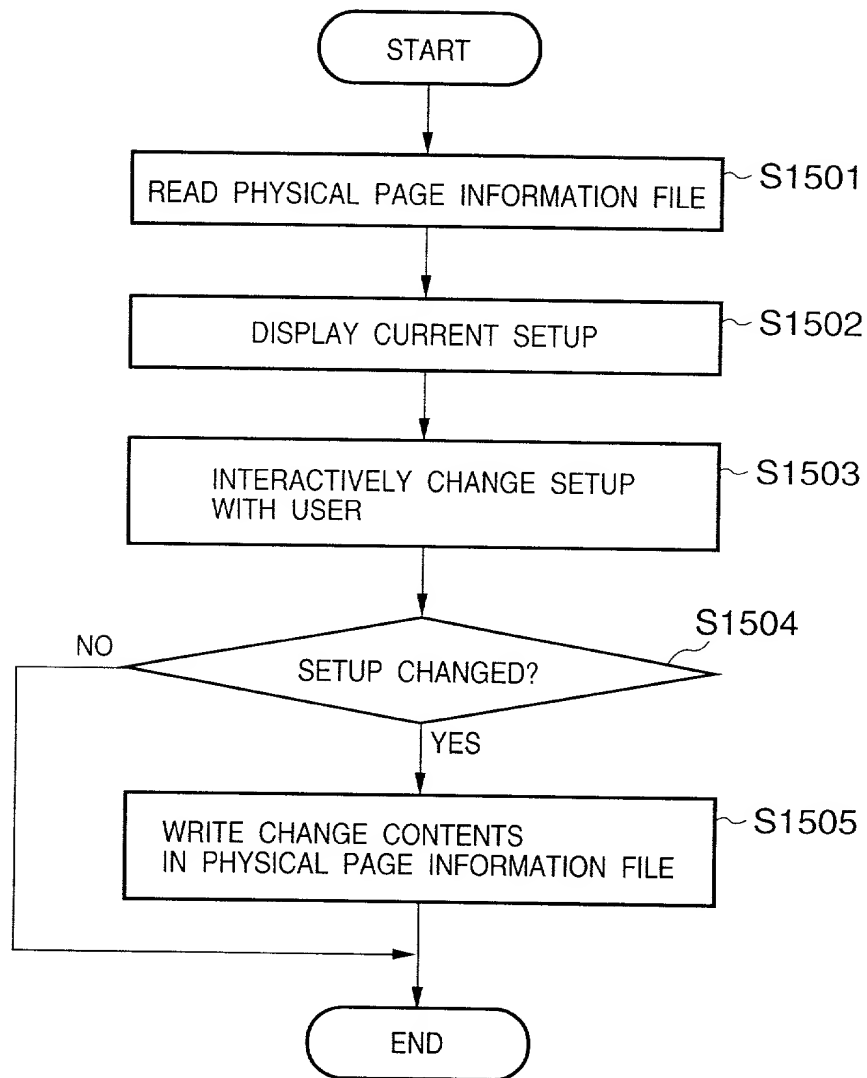 START
READ PHYSICAL PAGE INFORMATION FILE
S1501
DISPLAY CURRENT SETUP
S1502
INTERACTIVELY CHANGE SETUP
WITH USER
S1503
SETUP CHANGED?
S1504
NO
YES
WRITE CHANGE CONTENTS
IN PHYSICAL PAGE INFORMATION FILE
S1505
END